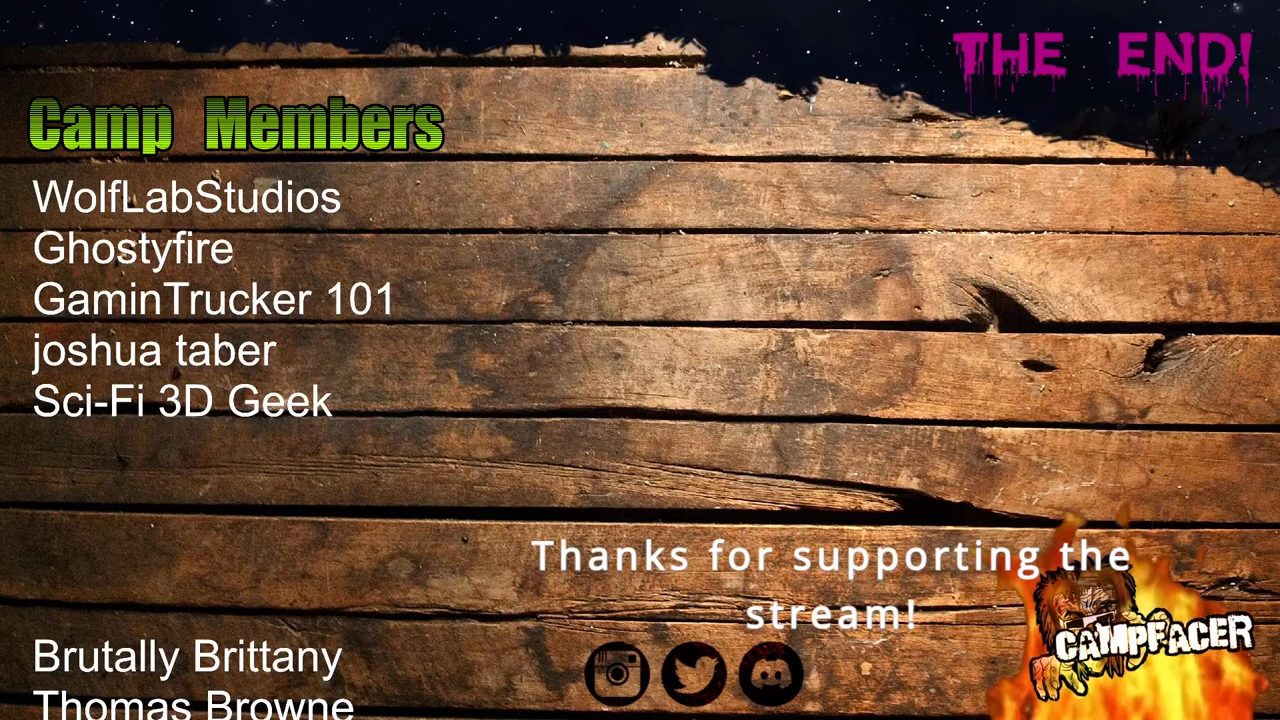 THE END!
Camp Members
WolfLabStudios
Ghostyfire
GaminTrucker 101
joshua taber
Sci-Fi 3D Geek
Thanks for supporting the
stream!
CAMPFACER
Brutally Brittany
Thomas Browne